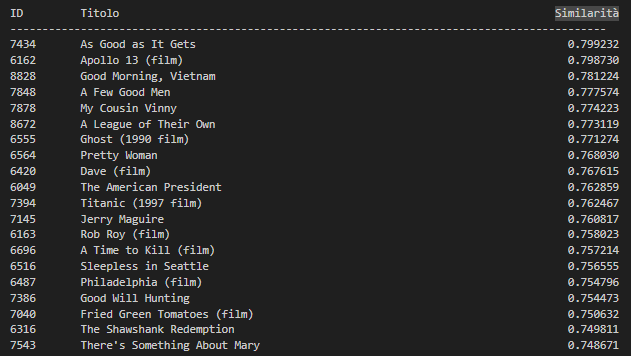 ID Titolo Similarità
--------------------------------------------------------------------------------------------
7434 As Good as It Gets 0.799232
6162 Apollo 13 (film) 0.798730
8828 Good Morning, Vietnam 0.781224
7848 A Few Good Men 0.777574
7878 My Cousin Vinny 0.774223
8672 A League of Their Own 0.773119
6555 Ghost (1990 film) 0.771274
6564 Pretty Woman 0.768030
6420 Dave (film) 0.767615
6049 The American President 0.762859
7394 Titanic (1997 film) 0.762467
7145 Jerry Maguire 0.760817
6163 Rob Roy (film) 0.758023
6696 A Time to Kill (film) 0.757214
6516 Sleepless in Seattle 0.756555
6487 Philadelphia (film) 0.754796
7386 Good Will Hunting 0.754473
7040 Fried Green Tomatoes (film) 0.750632
6316 The Shawshank Redemption 0.749811
7543 There's Something About Mary 0.748671